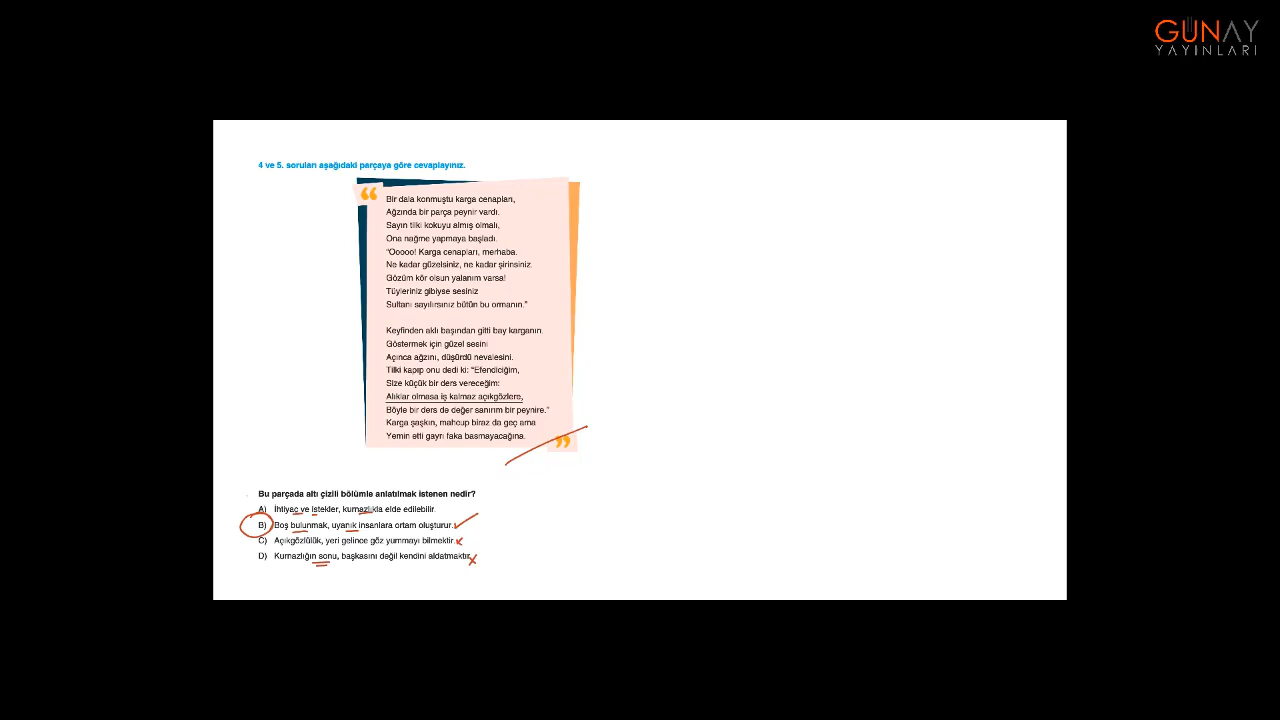 GÜNAY
YAYINLARI
4 ve 5. soruları aşağıdaki parçaya göre cevaplayınız.
“
Bir dala konmuştu karga cenapları,
Ağzında bir parça peynir vardı.
Sayın tilki kokuyu almış olmalı,
Ona nağme yapmaya başladı.
“Ooooo! Karga cenapları, merhaba.
Ne kadar güzelsiniz, ne kadar şirinsiniz.
Gözüm kör olsun yalanım varsa!
Tüyleriniz gibiyse sesiniz
Sultanı sayılırsınız bütün bu ormanın.”
Keyfinden aklı başından gitti bay karganın.
Göstermek için güzel sesini
Açınca ağzını, düşürdü nevalesini.
Tilki kapıp onu dedi ki: “Efendiciğim,
Size küçük bir ders vereceğim:
Alıklar olmasa iş kalmaz açıkgözlere,
Böyle bir ders de değer sanırım bir peynire.”
Karga şaşkın, mahcup biraz da geç ama
Yemin etti gayrı faka basmayacağına.
”
Bu parçada altı çizili bölümle anlatılmak istenen nedir?
A) İhtiyaç ve istekler, kurnazlıkla elde edilebilir.
B) Boş bulunmak, uyanık insanlara ortam oluşturur.
C) Açıkgözlülük, yeri gelince göz yummayı bilmektir.
D) Kurnazlığın sonu, başkasını değil kendini aldatmaktır.